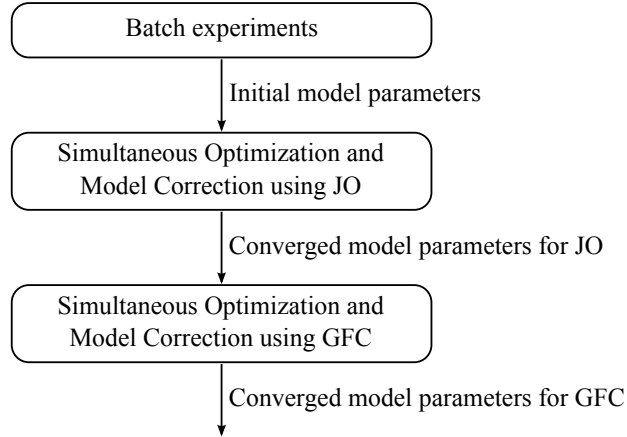 Batch experiments
Initial model parameters
Simultaneous Optimization and
Model Correction using JO
Converged model parameters for JO
Simultaneous Optimization and
Model Correction using GFC
Converged model parameters for GFC